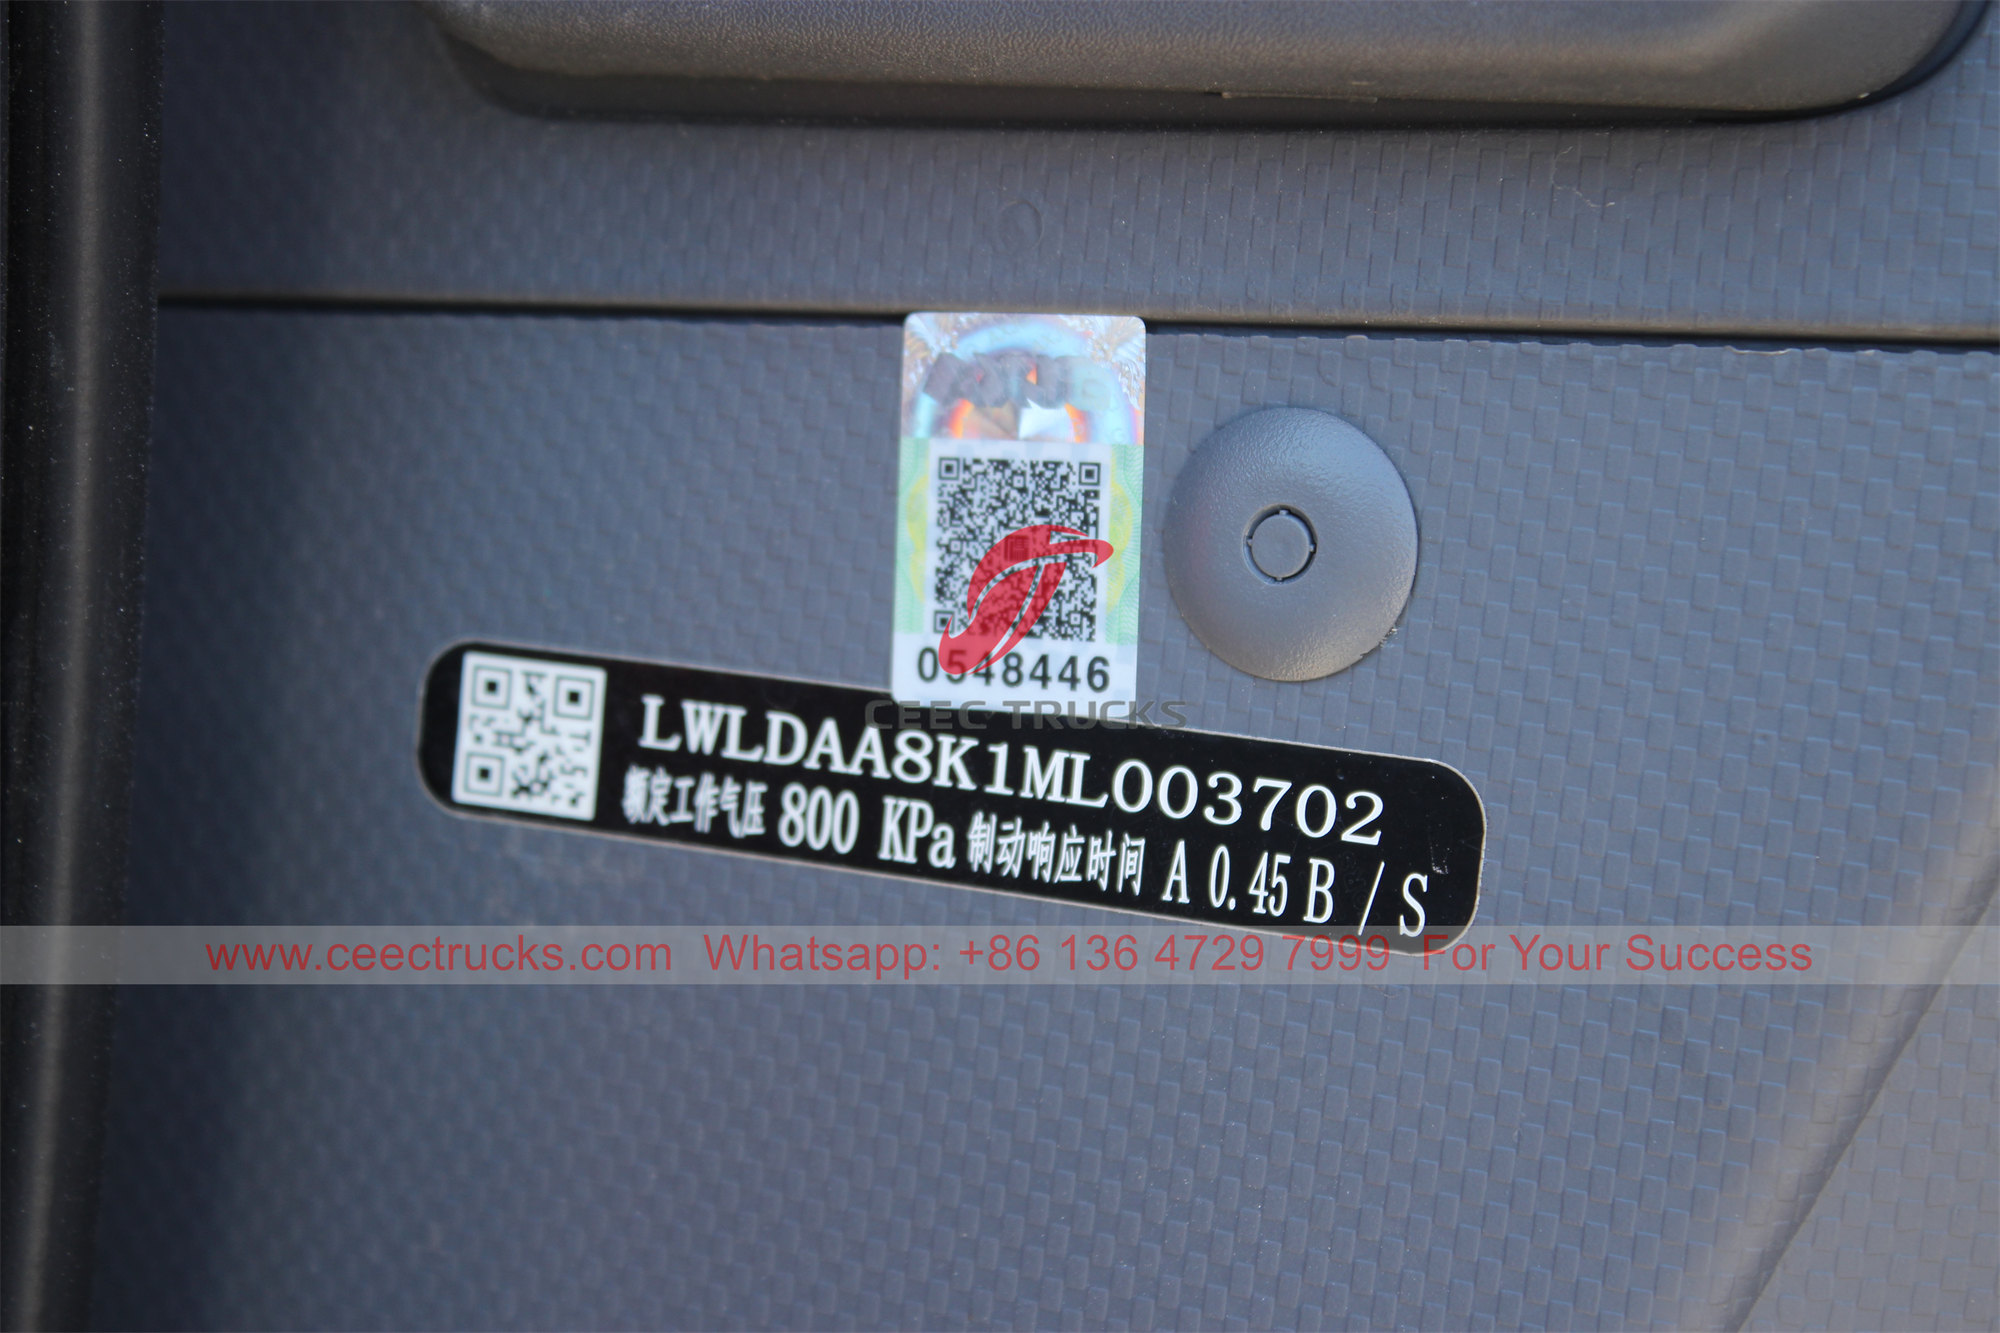 0548446
CEEC TRUCKS
LWLDAA8K1ML003702
额定工作气压 800 KPa 制动响应时间 A 0.45 B / S
www.ceectrucks.com Whatsapp: +86 136 4729 7999 For Your Success